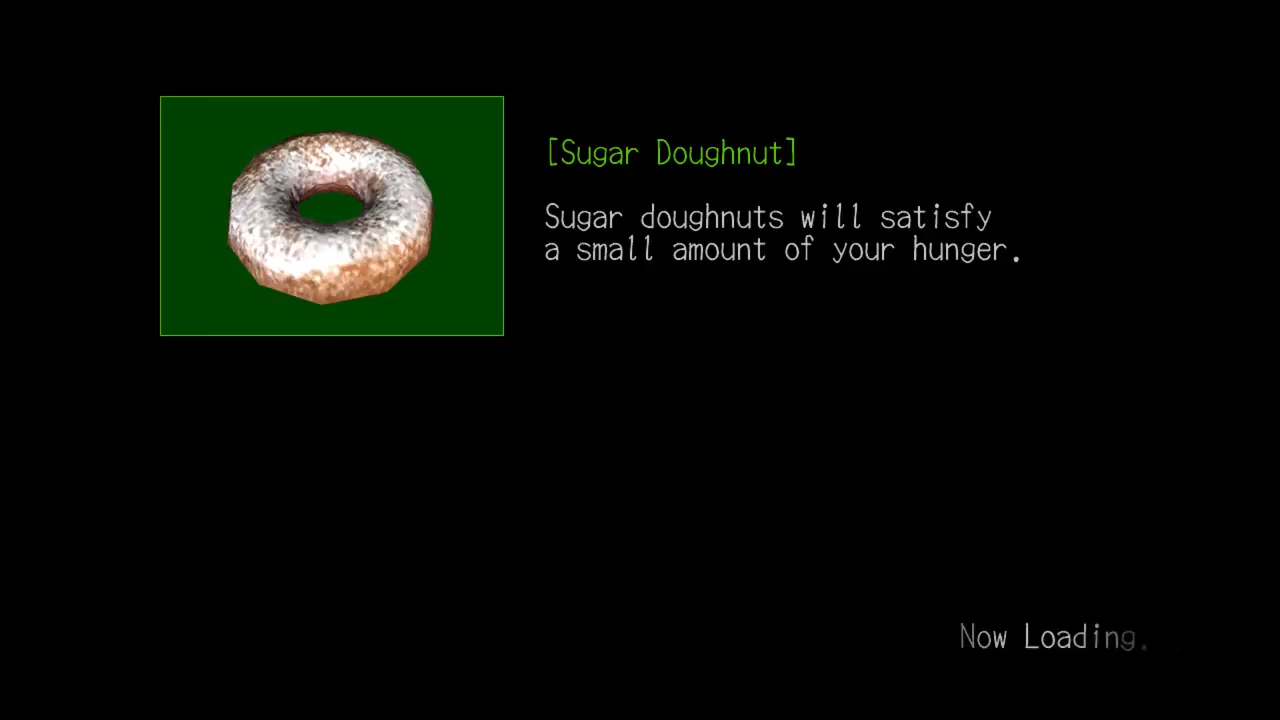 [Sugar Doughnut]
Sugar doughnuts will satisfy
a small amount of your hunger.
Now Loading.